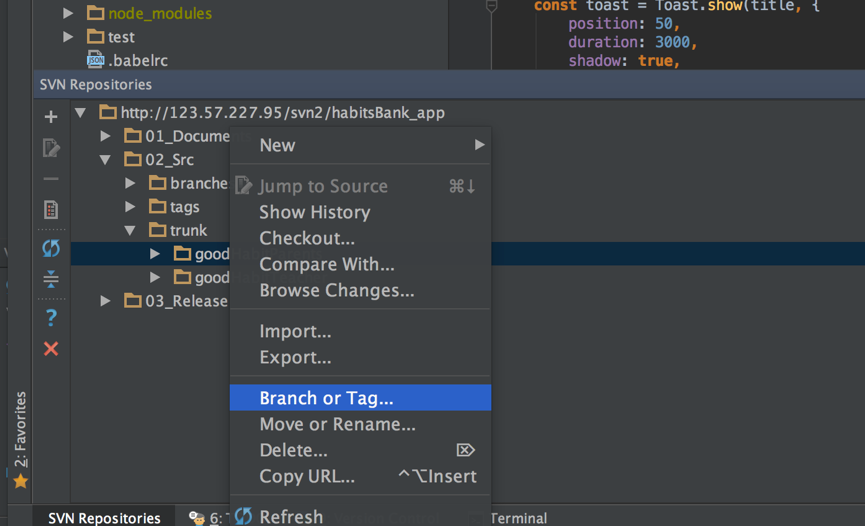 node_modules
test
.babelrc
const toast = Toast.show(title, {
position: 50,
duration: 3000,
shadow: true,
SVN Repositories
http://123.57.227.95/svn2/habitsBank_app
01_Docume
02_Src
branche
tags
trunk
good
good
03_Release
New
Jump to Source ⌘↓
Show History
Checkout...
Compare With...
Browse Changes...
Import...
Export...
Branch or Tag...
Move or Rename...
Delete... ⌦
Copy URL... ^⌥Insert
Refresh
2: Favorites
SVN Repositories
6: T
Terminal